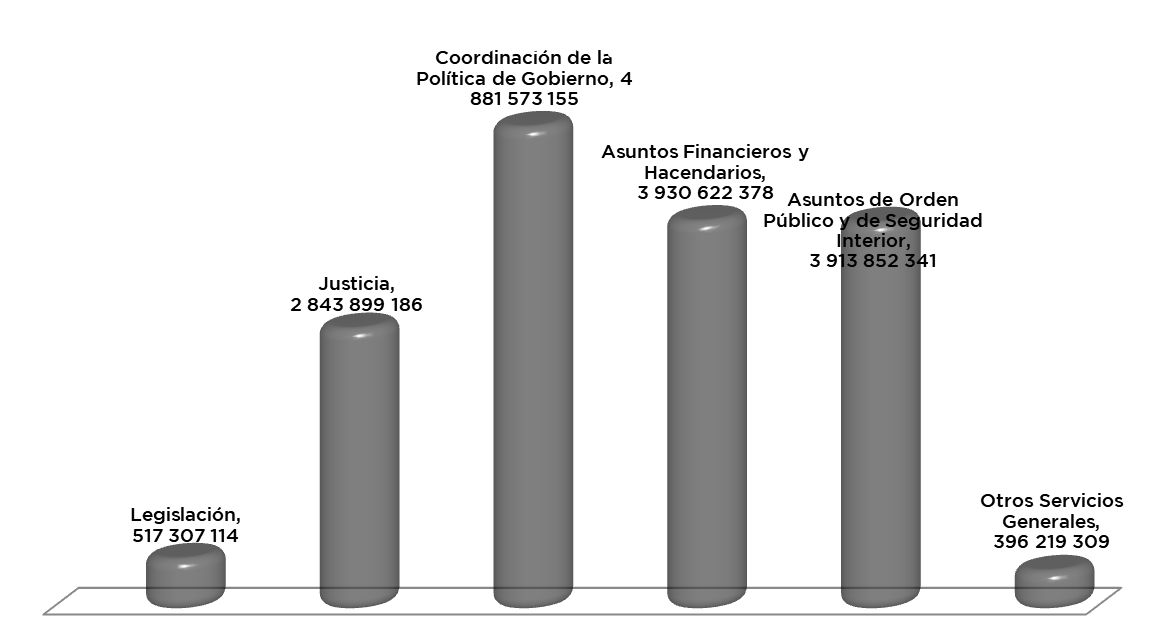 Legislación,
517 307 114
Justicia,
2 843 899 186
Coordinación de la
Política de Gobierno, 4
881 573 155
Asuntos Financieros y
Hacendarios,
3 930 622 378
Asuntos de Orden
Público y de Seguridad
Interior,
3 913 852 341
Otros Servicios
Generales,
396 219 309